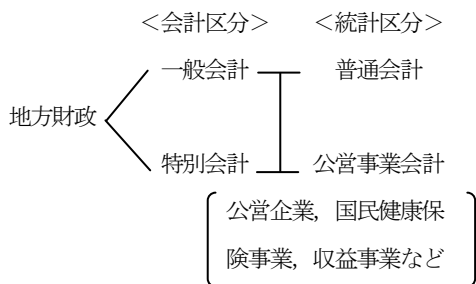 ＜会計区分＞ ＜統計区分＞
一般会計 普通会計
地方財政
特別会計 公営事業会計
公営企業，国民健康保
険事業，収益事業など